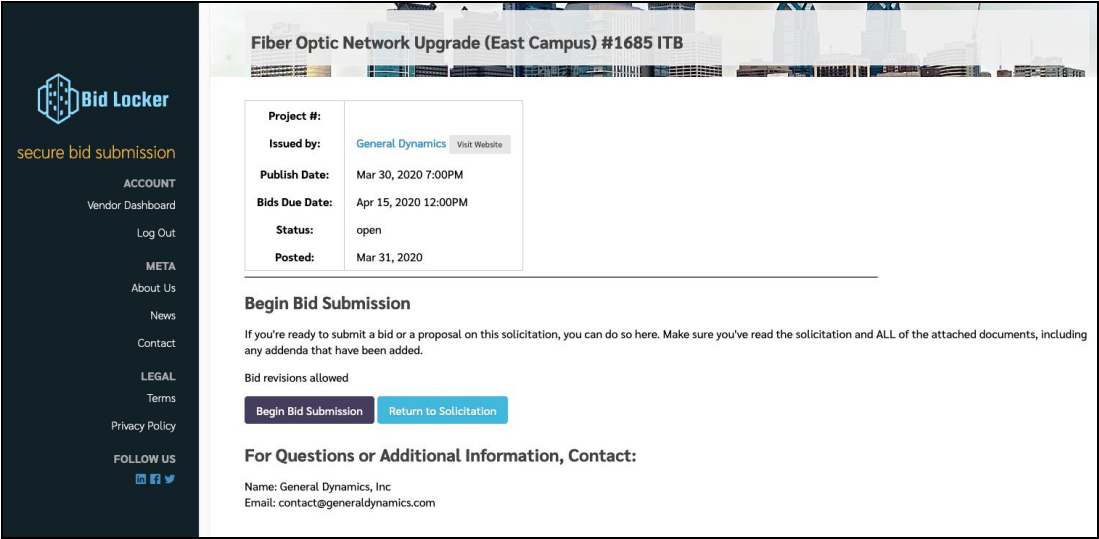 Bid Locker
secure bid submission
ACCOUNT
Vendor Dashboard
Log Out
META
About Us
News
Contact
LEGAL
Terms
Privacy Policy
FOLLOW US
Fiber Optic Network Upgrade (East Campus) #1685 ITB
Project #:
Issued by: General Dynamics Visit Website
Publish Date: Mar 30, 2020 7:00PM
Bids Due Date: Apr 15, 2020 12:00PM
Status: open
Posted: Mar 31, 2020
Begin Bid Submission
If you're ready to submit a bid or a proposal on this solicitation, you can do so here. Make sure you've read the solicitation and ALL of the attached documents, including
any addenda that have been added.
Bid revisions allowed
Begin Bid Submission Return to Solicitation
For Questions or Additional Information, Contact:
Name: General Dynamics, Inc
Email: contact@generaldynamics.com